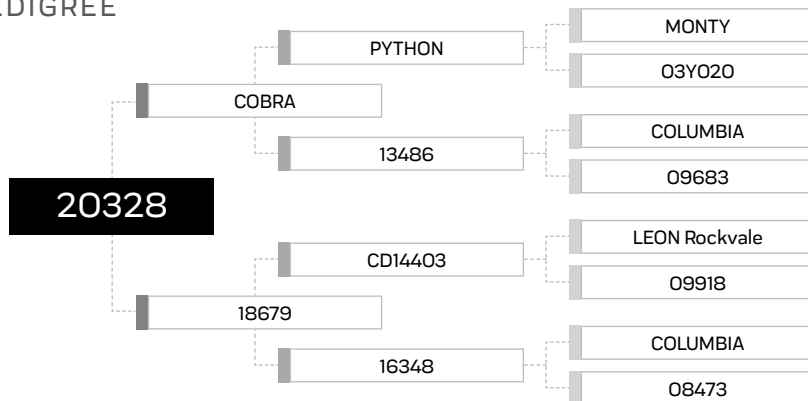 EDIGREE
MONTY
PYTHON
03Y020
COBRA
COLUMBIA
13486
09683
20328
LEON Rockvale
CD14403
09918
18679
COLUMBIA
16348
08473